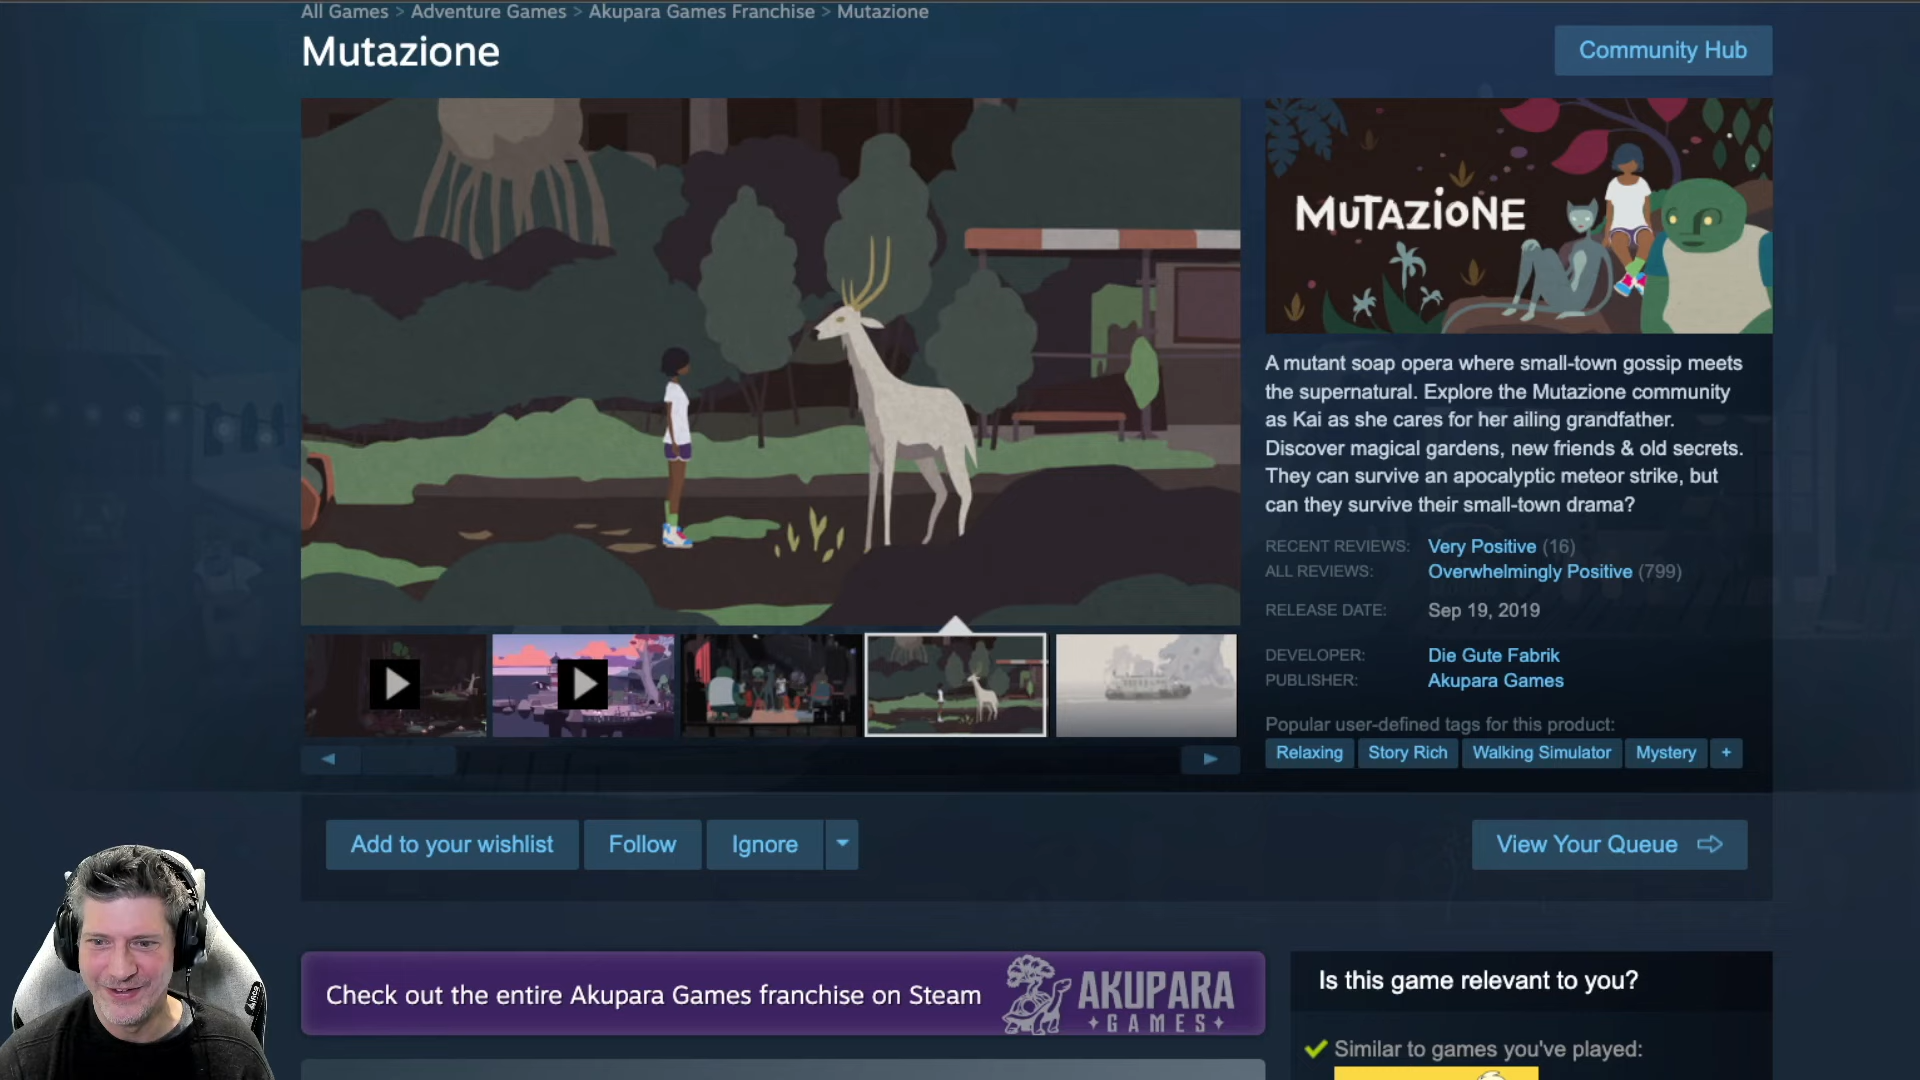 All Games > Adventure Games > Akupara Games Franchise > Mutazione
Mutazione
Community Hub
MUTAZIONE
A mutant soap opera where small-town gossip meets
the supernatural. Explore the Mutazione community
as Kai as she cares for her ailing grandfather.
Discover magical gardens, new friends & old secrets.
They can survive an apocalyptic meteor strike, but
can they survive their small-town drama?
RECENT REVIEWS: Very Positive (16)
ALL REVIEWS: Overwhelmingly Positive (799)
RELEASE DATE: Sep 19, 2019
DEVELOPER: Die Gute Fabrik
PUBLISHER: Akupara Games
Popular user-defined tags for this product:
Relaxing Story Rich Walking Simulator Mystery +
Add to your wishlist Follow Ignore View Your Queue
Check out the entire Akupara Games franchise on Steam
AKUPARA
GAMES
Is this game relevant to you?
Similar to games you've played: